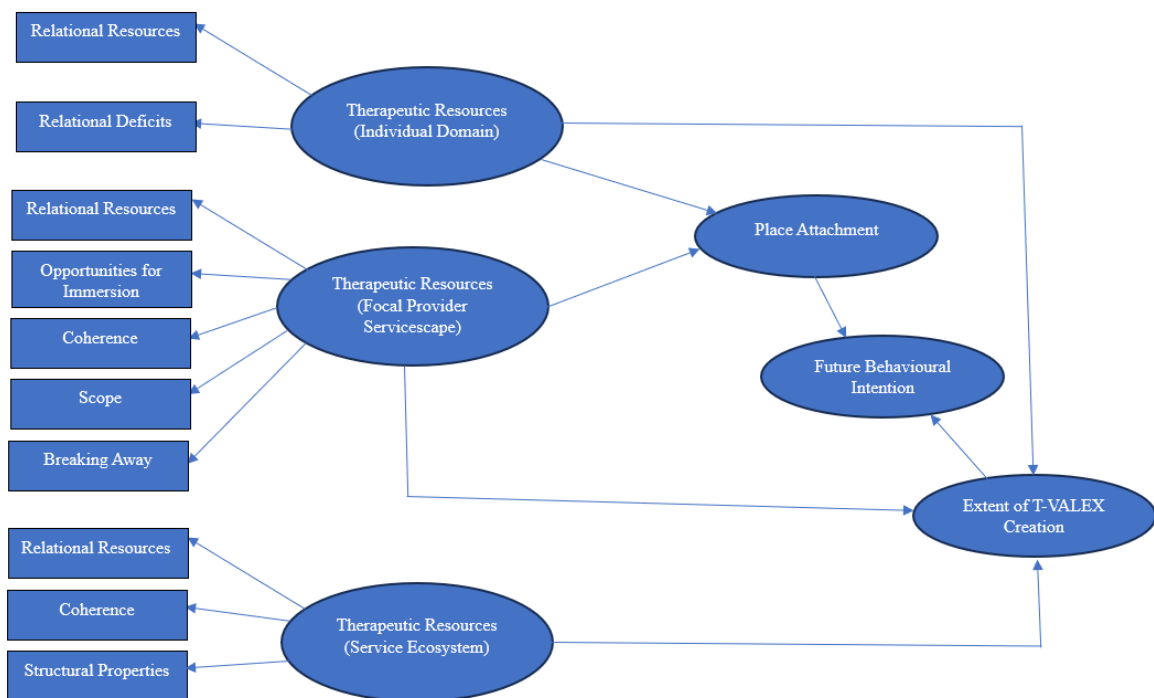 Relational Resources
Relational Deficits
Therapeutic Resources
(Individual Domain)
Relational Resources
Opportunities for
Immersion
Coherence
Scope
Breaking Away
Therapeutic Resources
(Focal Provider
Servicescape)
Place Attachment
Future Behavioural
Intention
Extent of T-VALEX
Creation
Relational Resources
Coherence
Structural Properties
Therapeutic Resources
(Service Ecosystem)